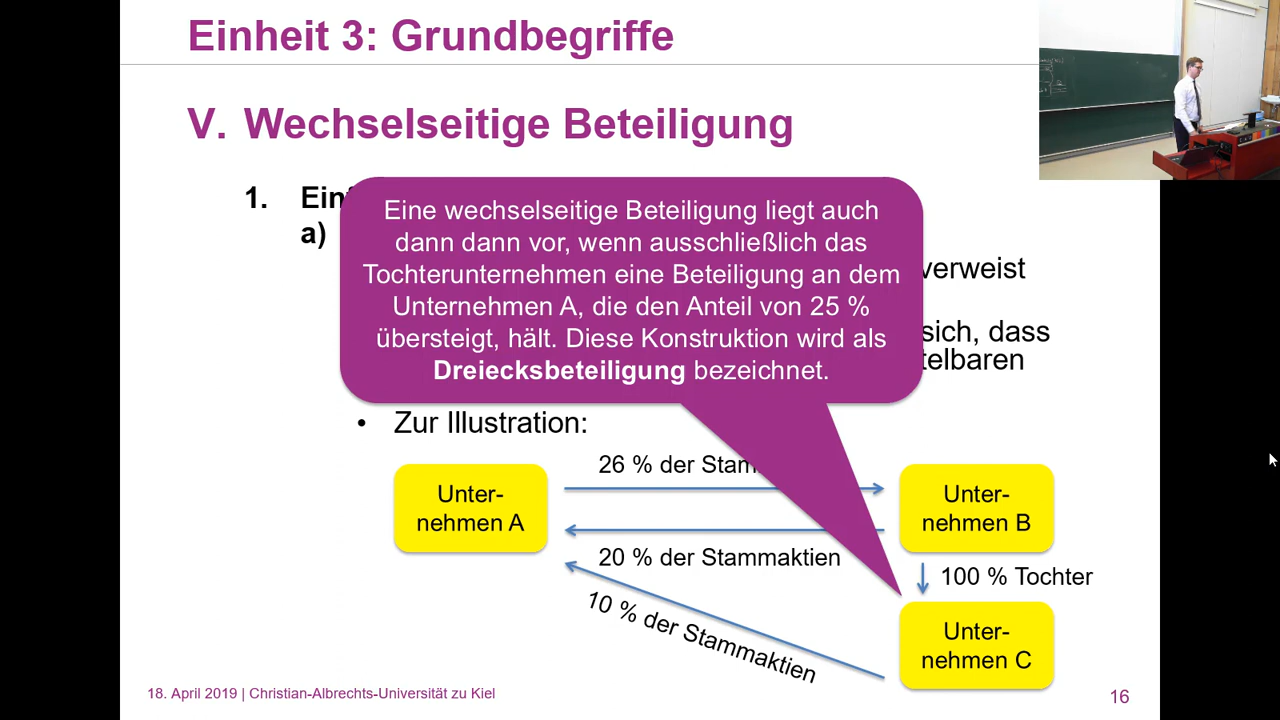 Einheit 3: Grundbegriffe
V. Wechselseitige Beteiligung
1.
a)
verweist
sich, dass
Eine wechselseitige Beteiligung liegt auch
dann dann vor, wenn ausschließlich das
Tochterunternehmen eine Beteiligung an dem
Unternehmen A, die den Anteil von 25 %
übersteigt, hält. Diese Konstruktion wird als
Dreiecksbeteiligung bezeichnet.
• Zur Illustration:
26 % der
Unter-
nehmen A
Unter-
nehmen B
20 % der Stammaktien
100 % Tochter
10 % der Stammaktien
Unter-
nehmen C
18. April 2019 | Christian-Albrechts-Universität zu Kiel
16